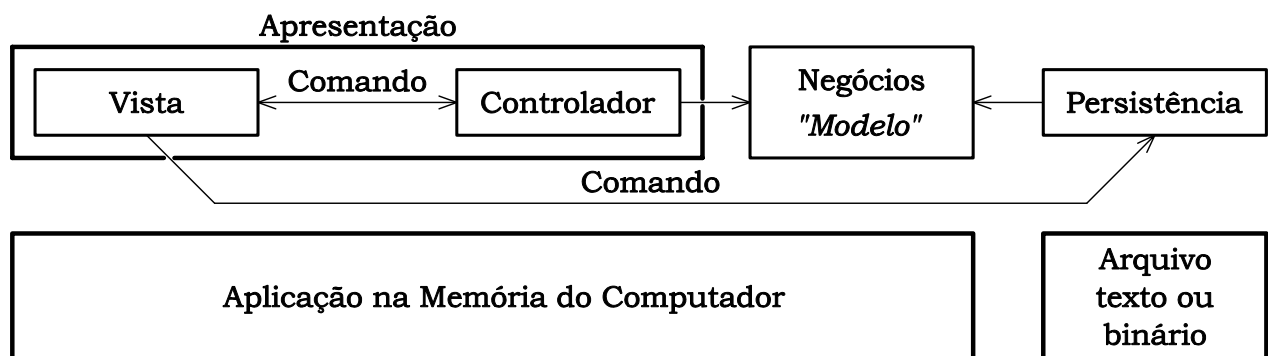 Apresentação
Vista
Comando
Controlador
Negócios
"Modelo"
Persistência
Comando
Aplicação na Memória do Computador
Arquivo
texto ou
binário